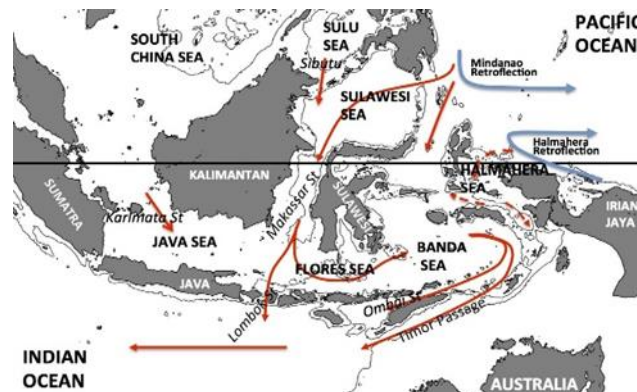 PACIFIC
OCEAN
SULU
SEA
SOUTH
CHINA SEA
Sibutu
Mindanao
Retroflection
SULAWESI
SEA
Halmahera
Retroflection
KALIMANTAN
HALMAHERA
SEA
SUMATRA
Makassar St
SULAWESI
IRIAN
JAYA
Karimata St
JAVA SEA
BANDA
SEA
FLORES SEA
JAVA
Lombok St
Ombai St
Timor Passage
INDIAN
OCEAN
AUSTRALIA